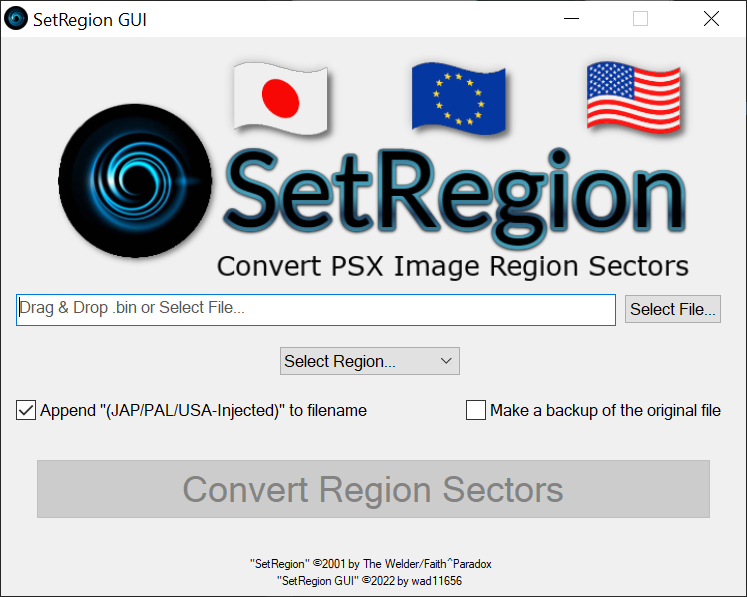 SetRegion GUI
SetRegion
Convert PSX Image Region Sectors
Drag & Drop .bin or Select File...
Select File...
Select Region...
Append "(JAP/PAL/USA-Injected)" to filename
Make a backup of the original file
Convert Region Sectors
"SetRegion" ©2001 by The Welder/Faith^Paradox
"SetRegion GUI" ©2022 by wad11656